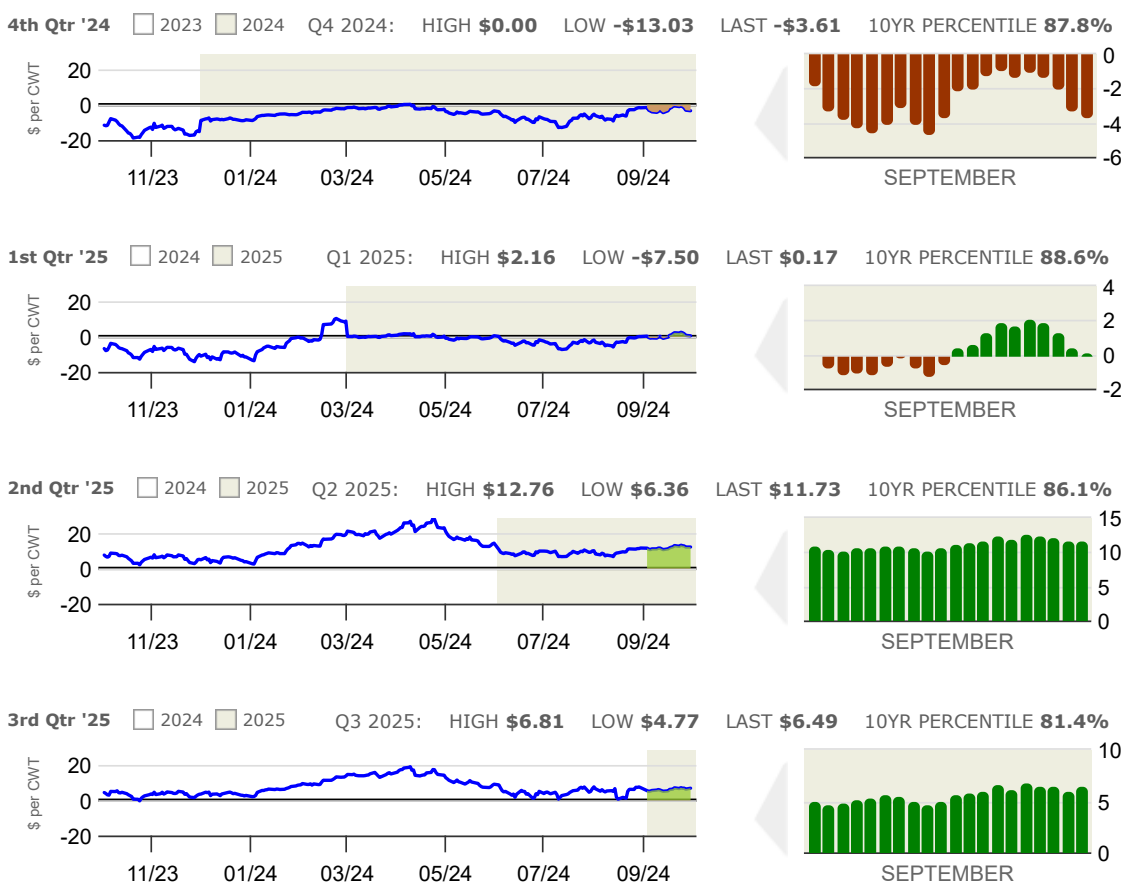 4th Qtr '24 2023 2024 Q4 2024: HIGH $0.00 LOW -$13.03 LAST -$3.61 10YR PERCENTILE 87.8%
$ per CWT
20
0
-20
11/23 01/24 03/24 05/24 07/24 09/24
0
-2
-4
-6
SEPTEMBER
1st Qtr '25 2024 2025 Q1 2025: HIGH $2.16 LOW -$7.50 LAST $0.17 10YR PERCENTILE 88.6%
$ per CWT
20
0
-20
11/23 01/24 03/24 05/24 07/24 09/24
4
2
0
-2
SEPTEMBER
2nd Qtr '25 2024 2025 Q2 2025: HIGH $12.76 LOW $6.36 LAST $11.73 10YR PERCENTILE 86.1%
$ per CWT
20
0
-20
11/23 01/24 03/24 05/24 07/24 09/24
15
10
5
0
SEPTEMBER
3rd Qtr '25 2024 2025 Q3 2025: HIGH $6.81 LOW $4.77 LAST $6.49 10YR PERCENTILE 81.4%
$ per CWT
20
0
-20
11/23 01/24 03/24 05/24 07/24 09/24
10
5
0
SEPTEMBER